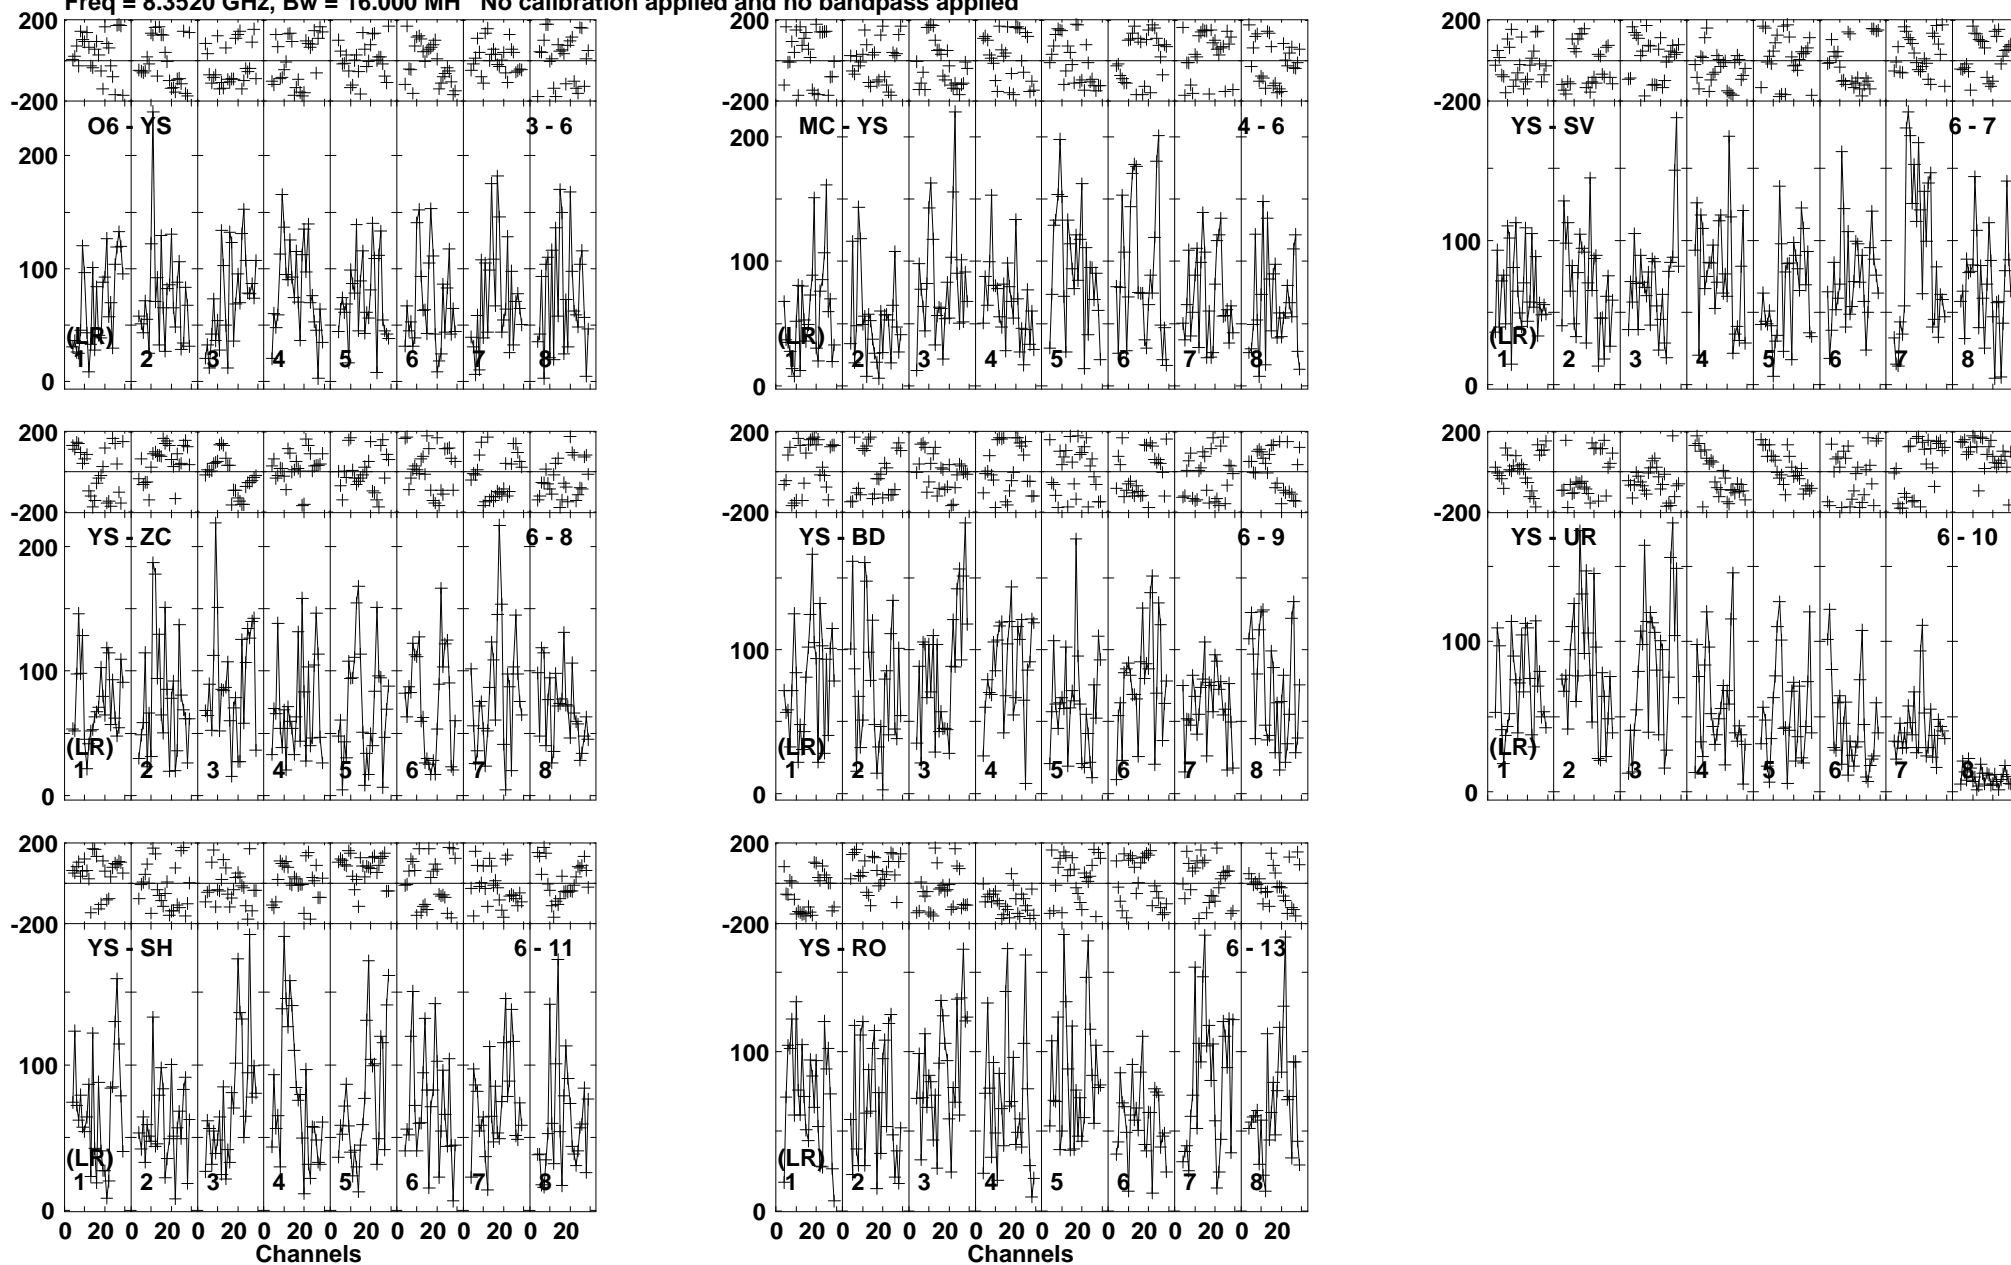 Freq = 8.3520 GHz, Bw = 16.000 MH No calibration applied and no bandpass applied
200
-200
O6 - YS 3 - 6
200
100
0
(LR)
1 2 3 4 5 6 7 8
MC - YS 4 - 6
200
-200
200
100
0
(LR)
1 2 3 4 5 6 7 8
YS - SV 6 - 7
200
-200
100
0
(LR)
1 2 3 4 5 6 7 8
200
-200
YS - ZC 6 - 8
200
100
0
(LR)
1 2 3 4 5 6 7 8
200
-200
YS - BD 6 - 9
100
0
(LR)
1 2 3 4 5 6 7 8
200
-200
YS - UR 6 - 10
100
0
(LR)
1 2 3 4 5 6 7 8
200
-200
YS - SH 6 - 11
100
0
(LR)
1 2 3 4 5 6 7 8
0 20 0 20 0 20 0 20 0 20 0 20 0 20 0 20
Channels
200
-200
YS - RO 6 - 13
100
0
(LR)
1 2 3 4 5 6 7 8
0 20 0 20 0 20 0 20 0 20 0 20 0 20 0 20
Channels